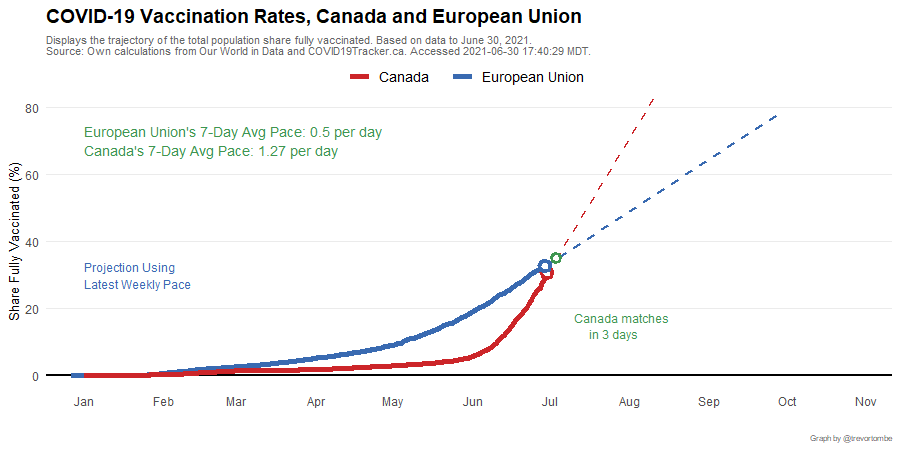 COVID-19 Vaccination Rates, Canada and European Union
Displays the trajectory of the total population share fully vaccinated. Based on data to June 30, 2021.
Source: Own calculations from Our World in Data and COVID19Tracker.ca. Accessed 2021-06-30 17:40:29 MDT.
Canada
European Union
Share Fully Vaccinated (%)
80
60
40
20
0
European Union's 7-Day Avg Pace: 0.5 per day
Canada's 7-Day Avg Pace: 1.27 per day
Projection Using
Latest Weekly Pace
Canada matches
in 3 days
Jan
Feb
Mar
Apr
May
Jun
Jul
Aug
Sep
Oct
Nov
Graph by @trevortombe